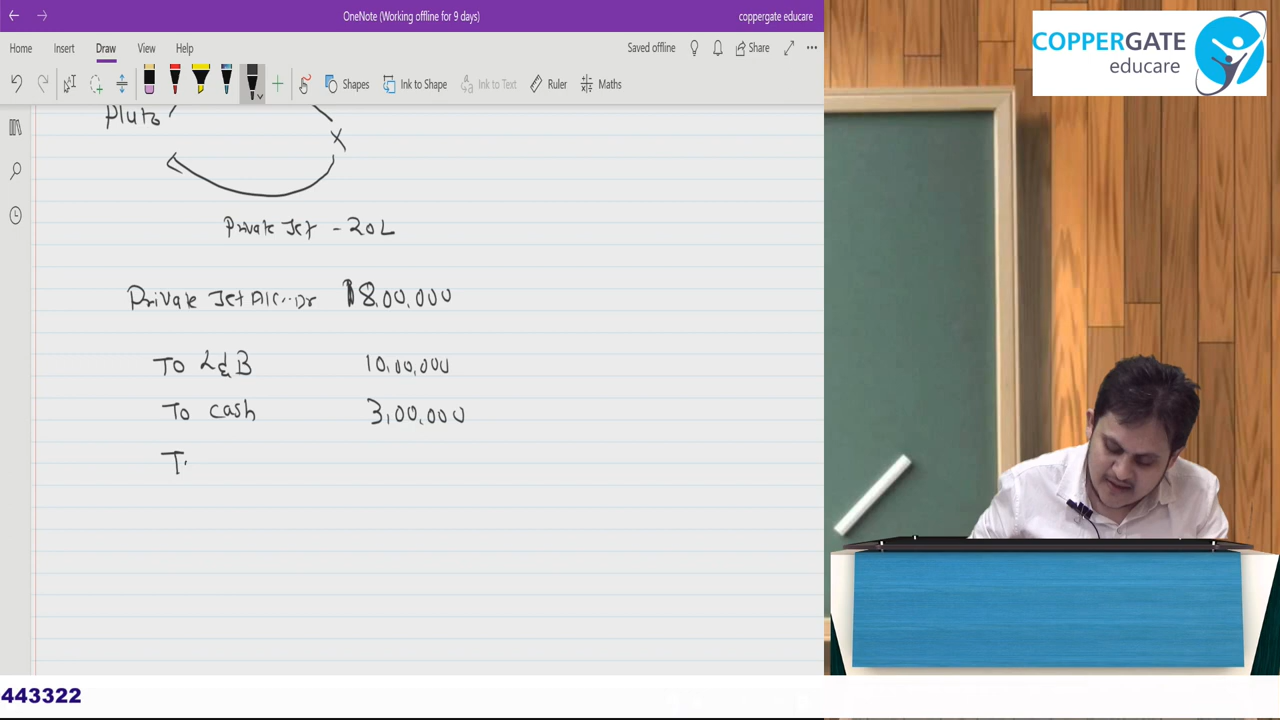 OneNote (Working offline for 9 days)
coppergate educare
Home Insert Draw View Help
Saved offline Share
Shapes Ink to Shape Ink to Text Ruler Maths
COPPERGATE
educare
Pluto
X
Private Jet - 20L
Private Jet A/C..Dr 18,00,000
To L&B 10,00,000
To cash 3,00,000
T
443322